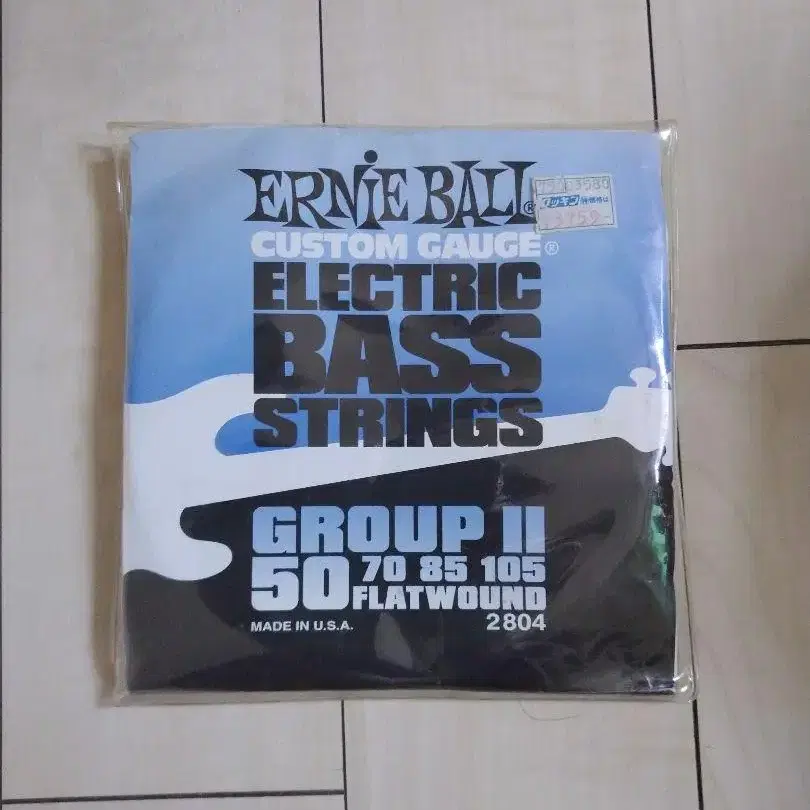 ERNIE BALL®
CUSTOM GAUGE®
ELECTRIC
BASS
STRINGS
GROUP II
50 70 85 105
FLATWOUND
MADE IN U.S.A.
2804